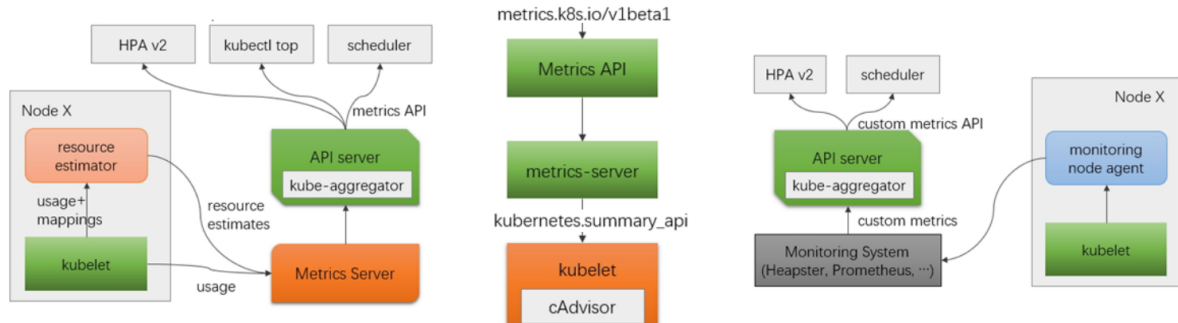 HPA v2
kubectl top
scheduler
metrics API
Node X
resource
estimator
usage+
mappings
kubelet
resource
estimates
usage
API server
kube-aggregator
Metrics Server
metrics.k8s.io/v1beta1
Metrics API
metrics-server
kubernetes.summary_api
kubelet
cAdvisor
HPA v2
scheduler
custom metrics API
API server
kube-aggregator
custom metrics
Monitoring System
(Heapster, Prometheus, ···)
Node X
monitoring
node agent
kubelet